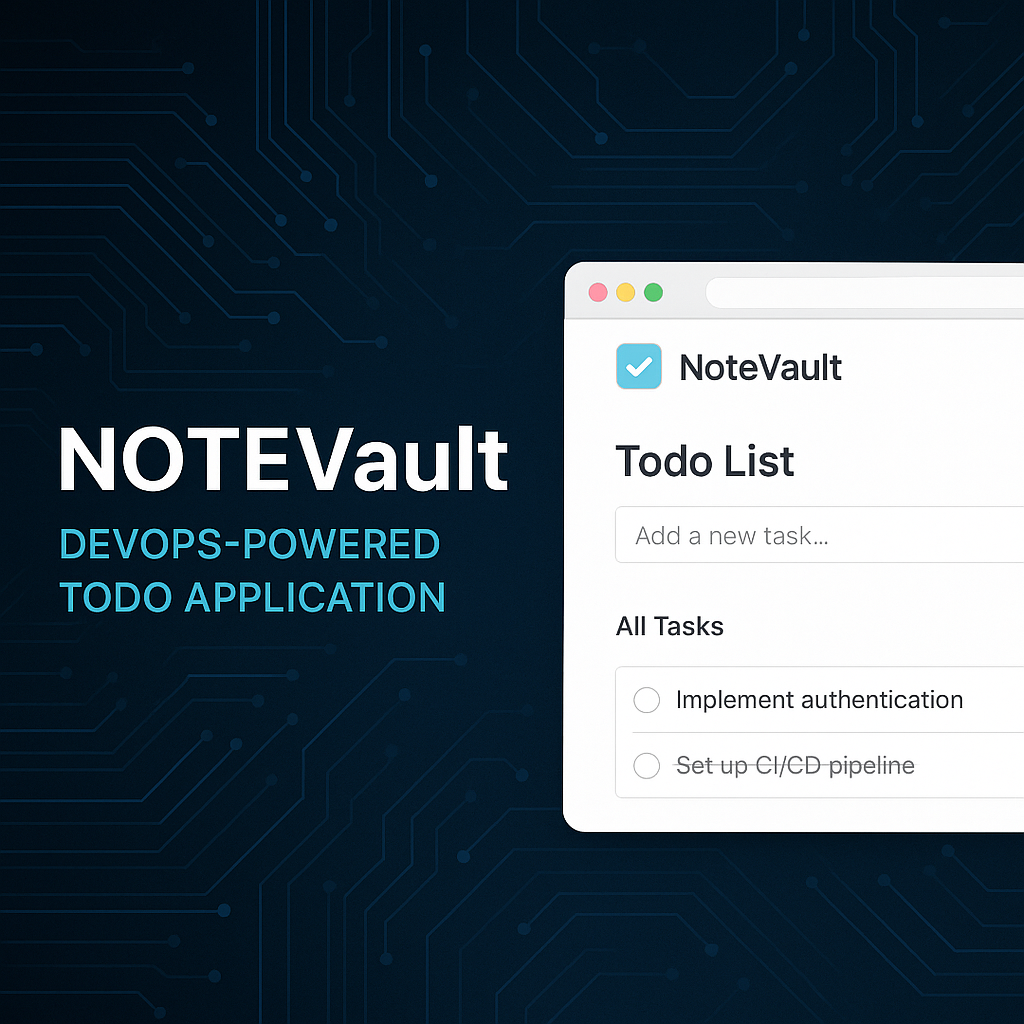 NOTEVault
DEVOPS-POWERED
TODO APPLICATION
NoteVault
Todo List
Add a new task...
All Tasks
Implement authentication
Set up CI/CD pipeline